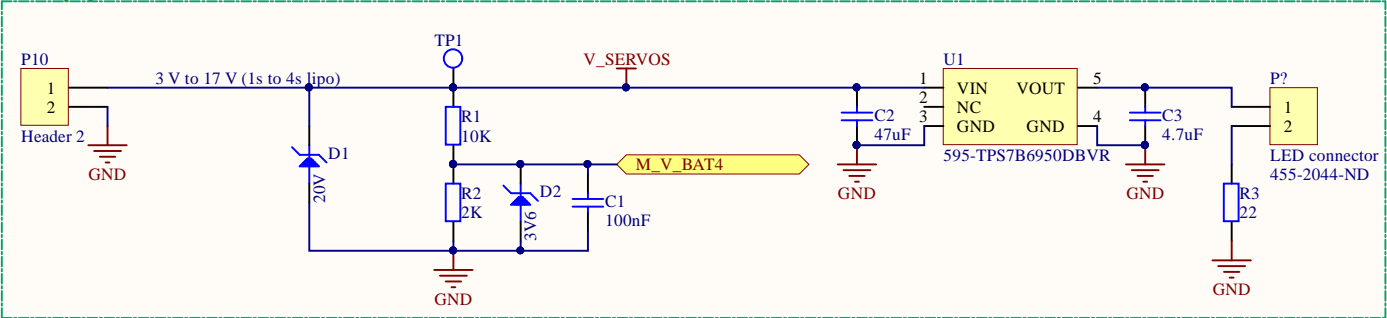 P10
1
2
Header 2
GND
3 V to 17 V (1s to 4s lipo)
D1
20V
TP1
R1
10K
R2
2K
GND
D2
3V6
C1
100nF
M_V_BAT4
V_SERVOS
C2
47uF
GND
U1
1
2
3
VIN
NC
GND
VOUT
GND
5
4
595-TPS7B6950DBVR
C3
4.7uF
GND
P?
1
2
LED connector
455-2044-ND
R3
22
GND